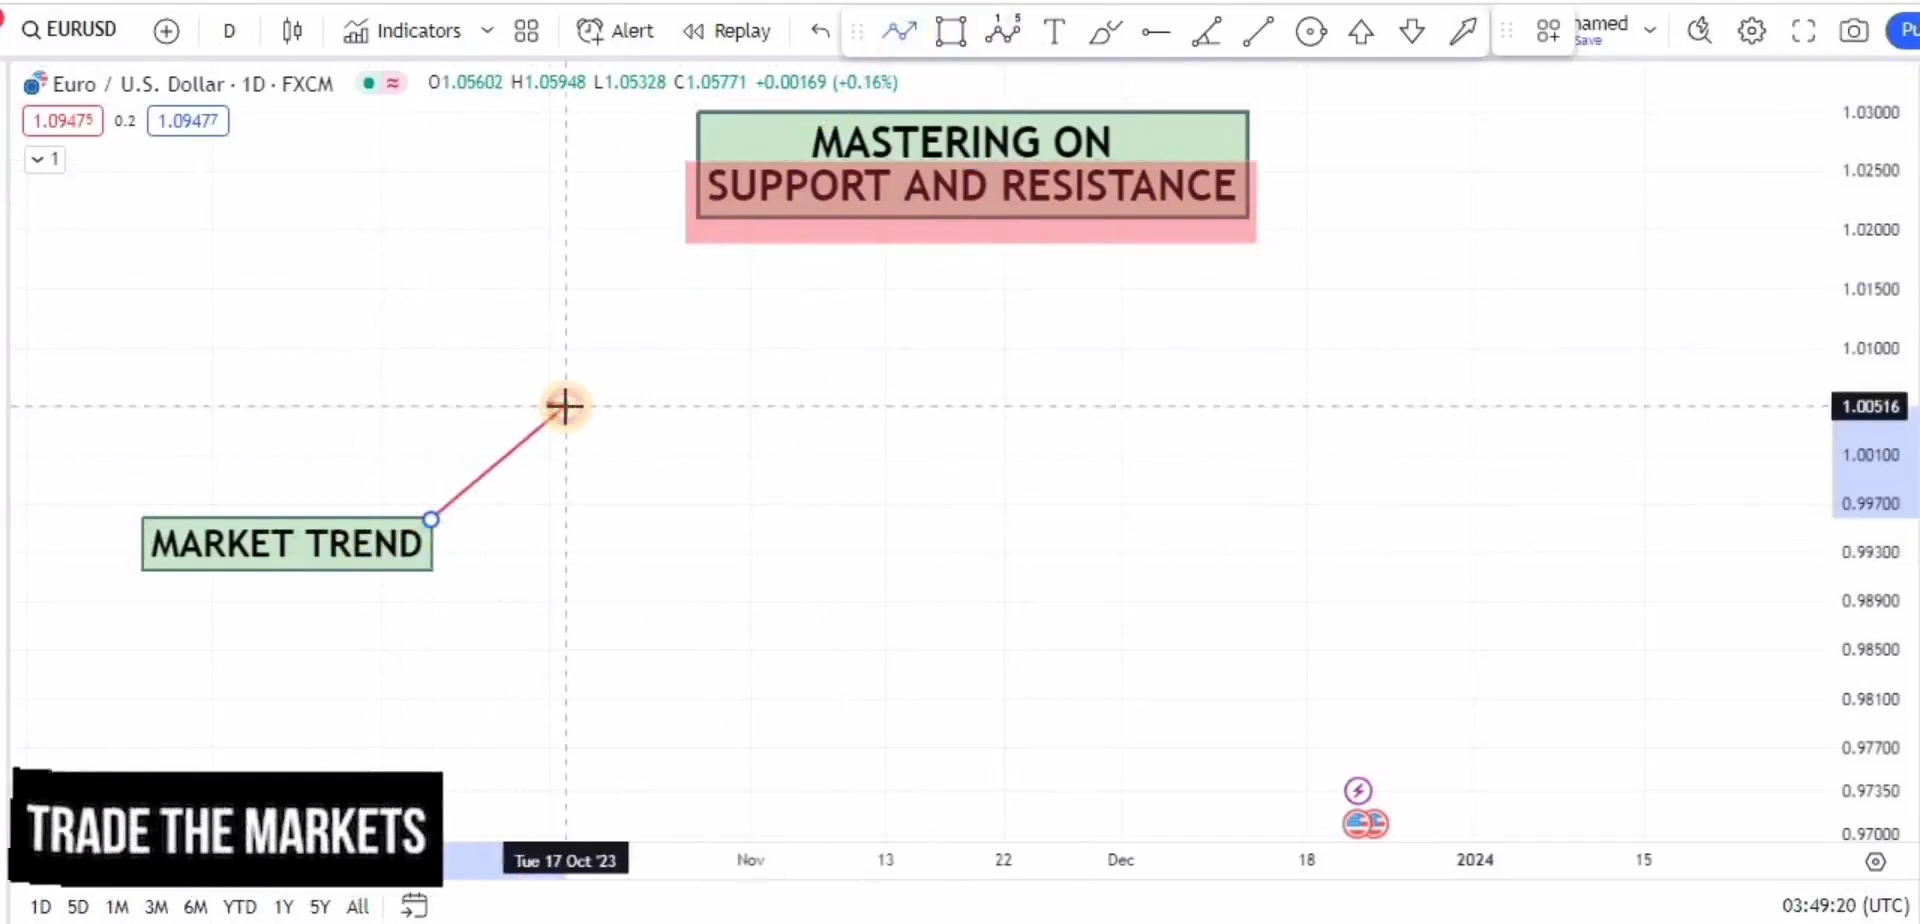 EURUSD D Indicators Alert Replay named Pu
Save
Euro / U.S. Dollar · 1D · FXCM O1.05602 H1.05948 L1.05328 C1.05771 +0.00169 (+0.16%)
1.09475 0.2 1.09477
1
MASTERING ON
SUPPORT AND RESISTANCE
MARKET TREND
TRADE THE MARKETS
1.03000
1.02500
1.02000
1.01500
1.01000
1.00516
1.00100
0.99700
0.99300
0.98900
0.98500
0.98100
0.97700
0.97350
0.97000
Tue 17 Oct '23 Nov 13 22 Dec 18 2024 15
1D 5D 1M 3M 6M YTD 1Y 5Y All 03:49:20 (UTC)